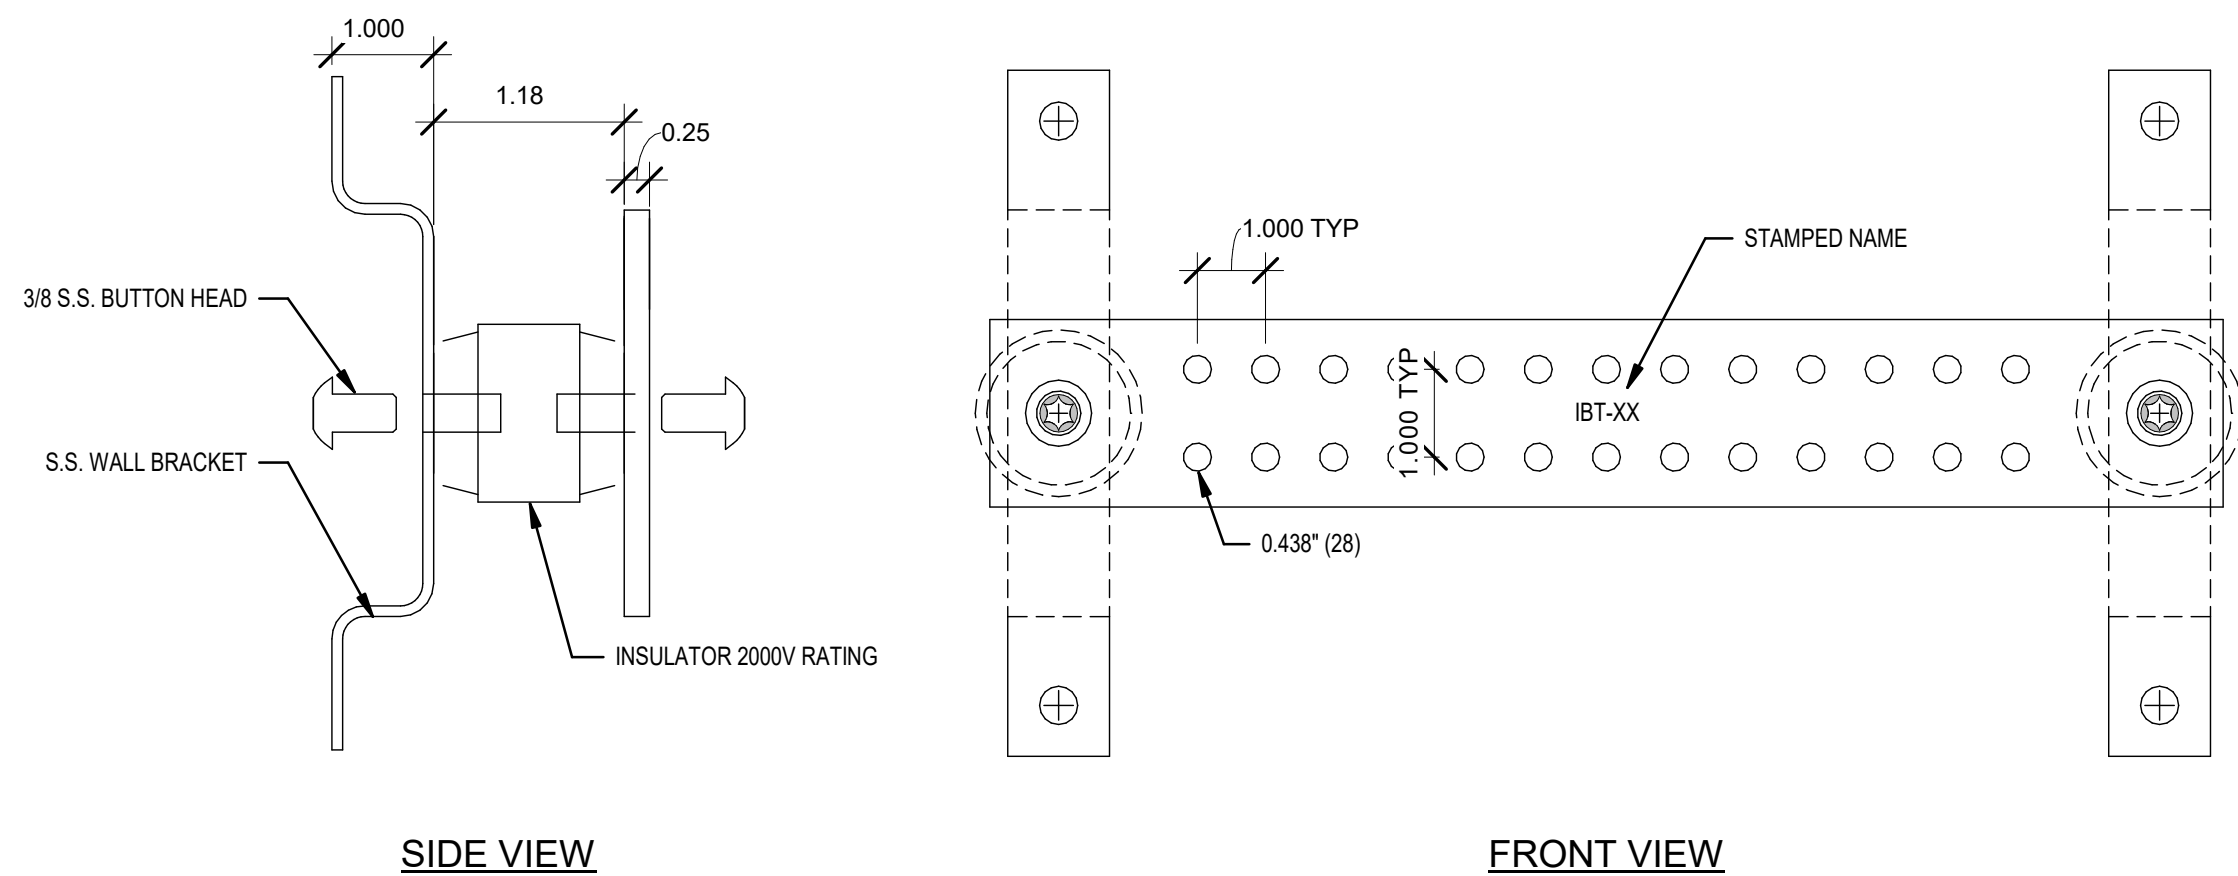 1.000
1.18
0.25
3/8 S.S. BUTTON HEAD
S.S. WALL BRACKET
INSULATOR 2000V RATING
SIDE VIEW
1.000 TYP
STAMPED NAME
1.000 TYP
IBT-XX
0.438" (28)
FRONT VIEW